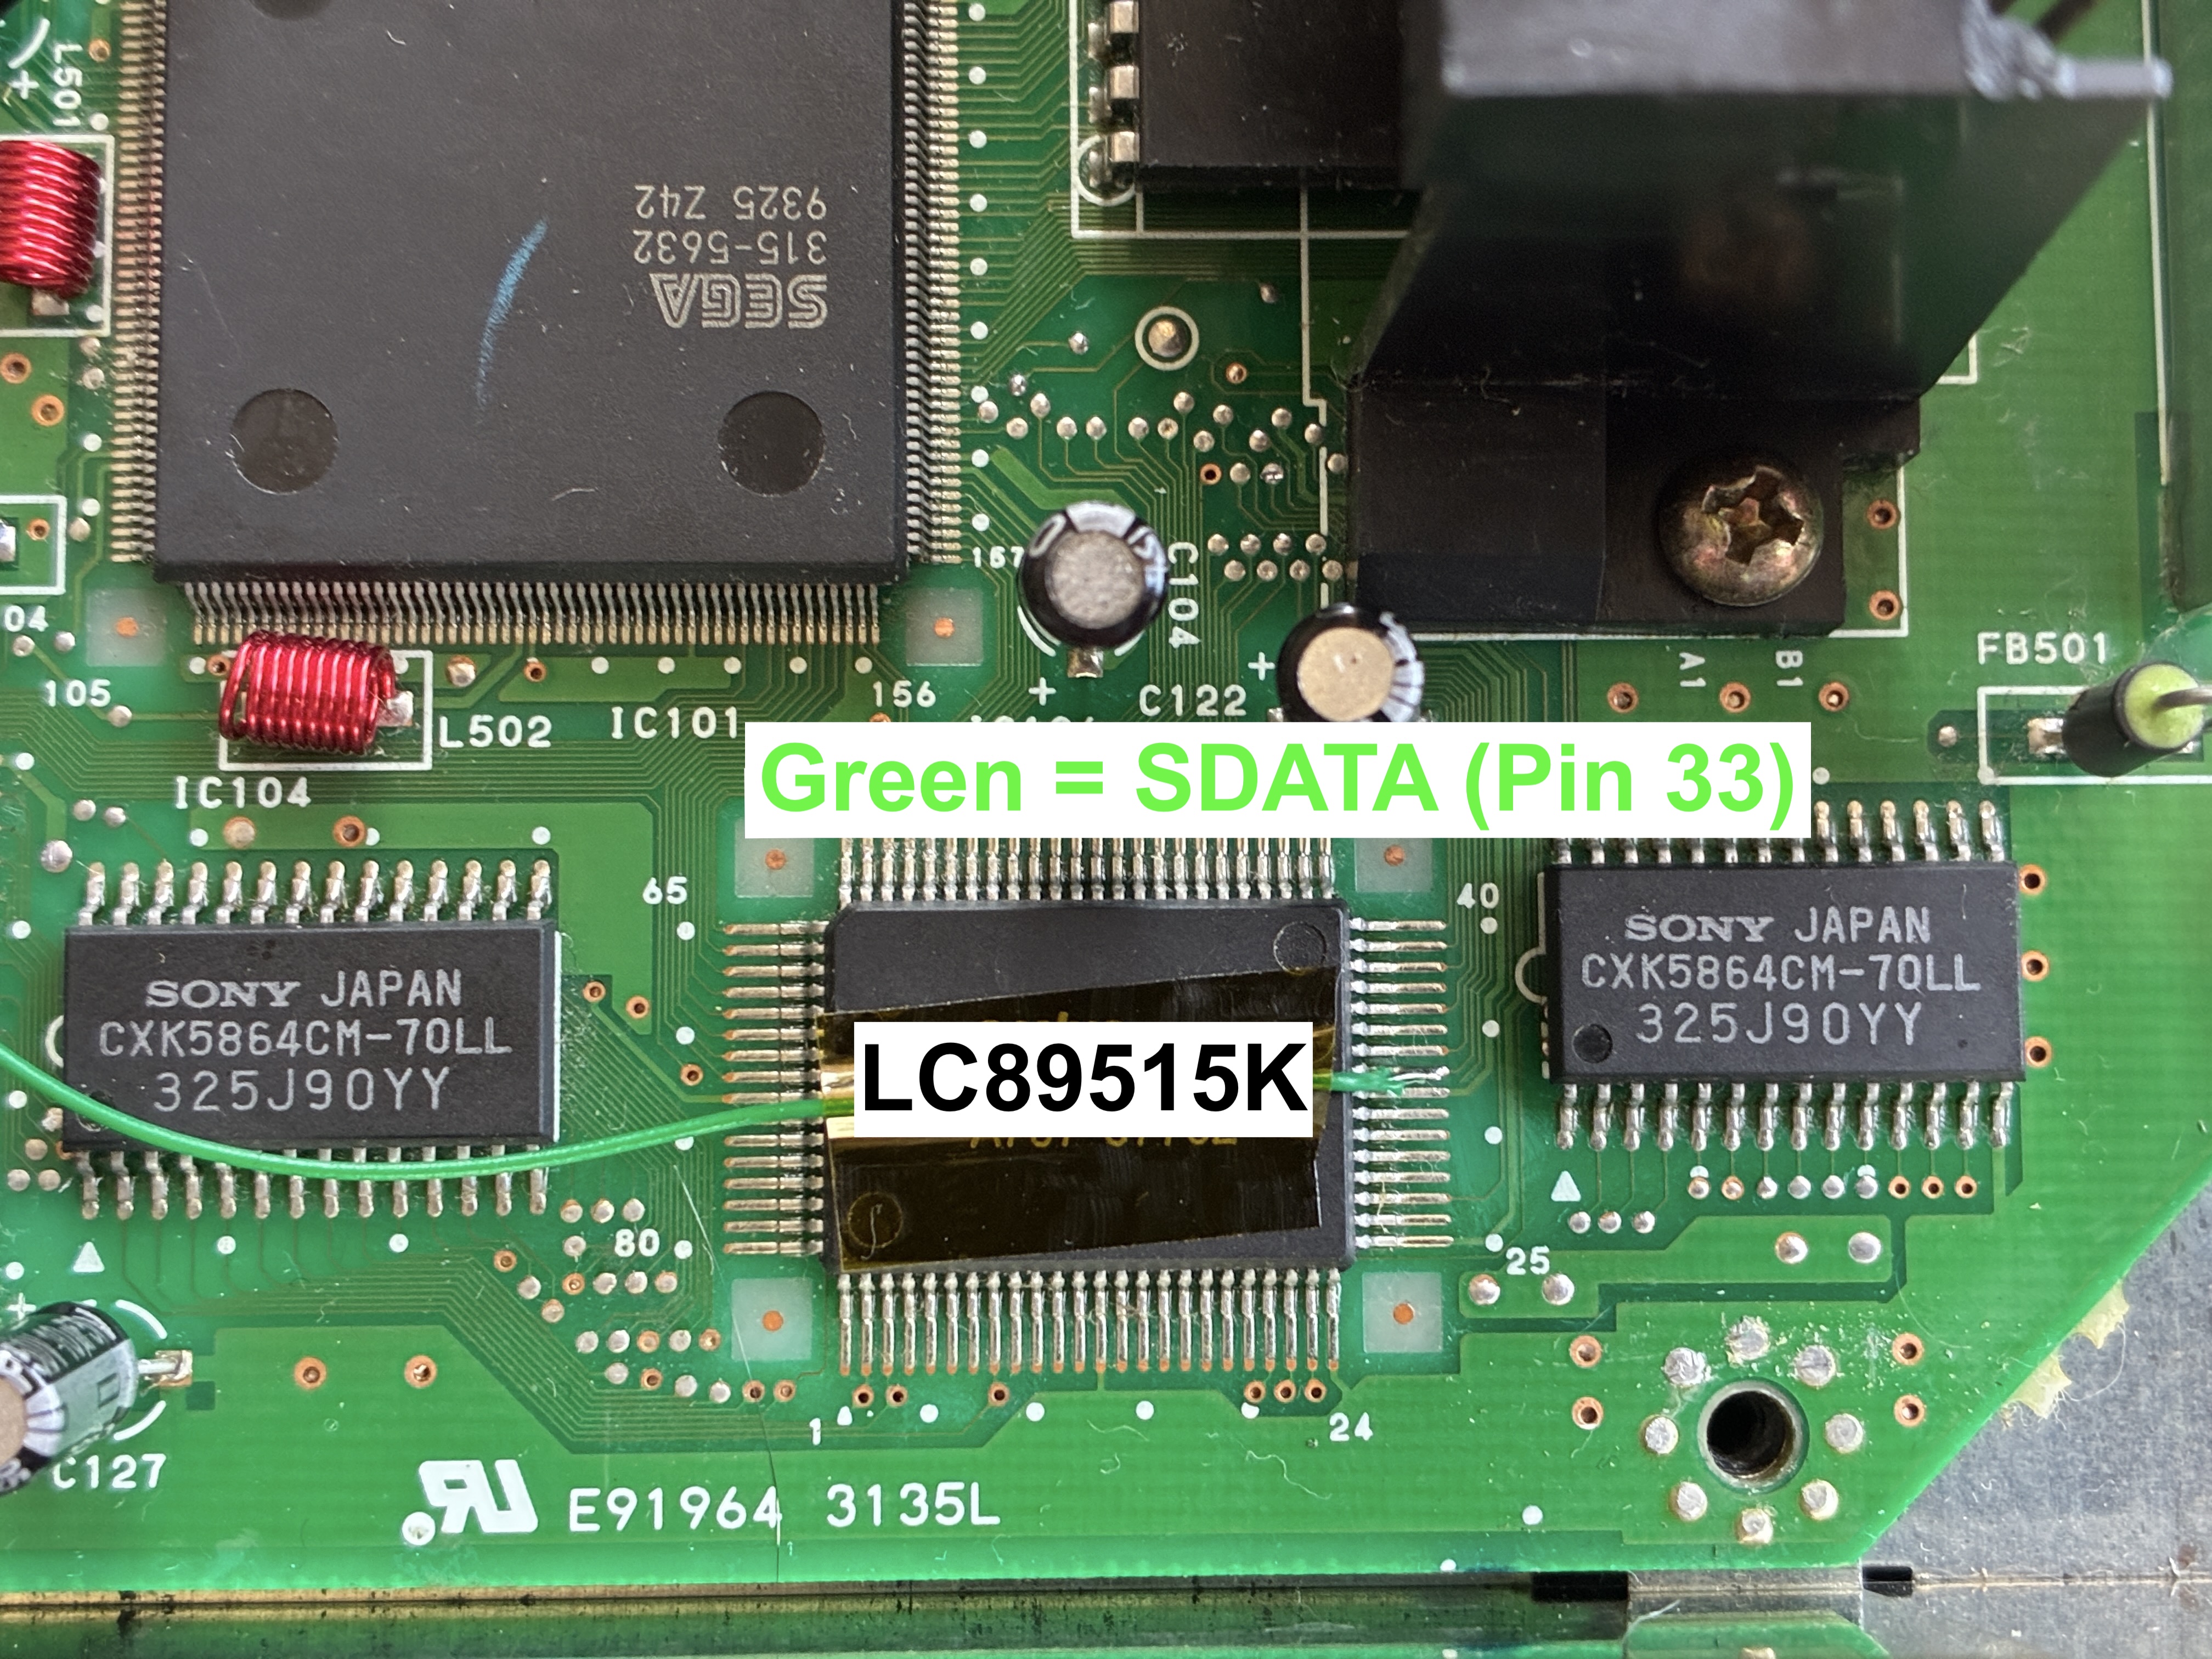 L501
+
SEGA
315-5632
9325 Z42
157
C104
+
+
C122
A1
B1
FB501
04
105
156
L502
IC101
IC104
Green = SDATA (Pin 33)
65
40
SONY JAPAN
CXK5864CM-70LL
325J90YY
SONY JAPAN
CXK5864CM-70LL
325J90YY
LC89515K
80
25
+
1
24
C127
E91964 3135L